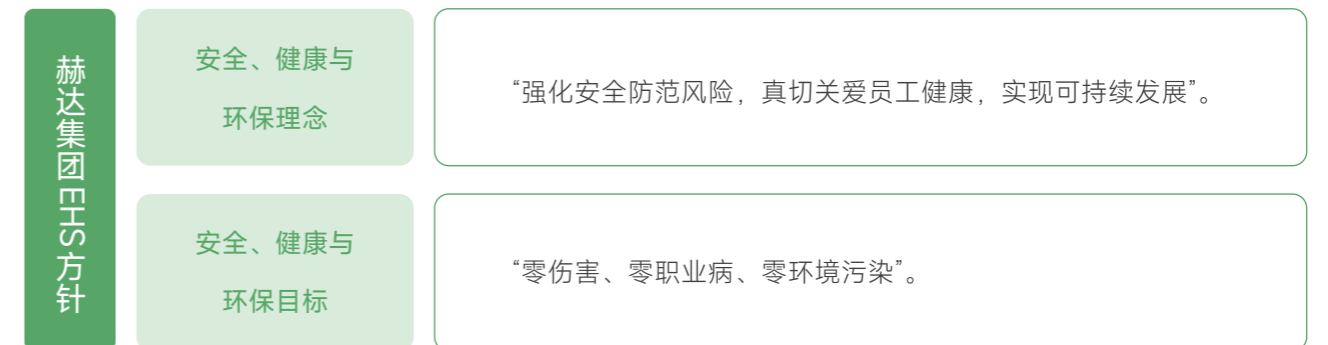 赫达集团EHS方针
安全、健康与
环保理念
“强化安全防范风险，真切关爱员工健康，实现可持续发展”。
安全、健康与
环保目标
“零伤害、零职业病、零环境污染”。